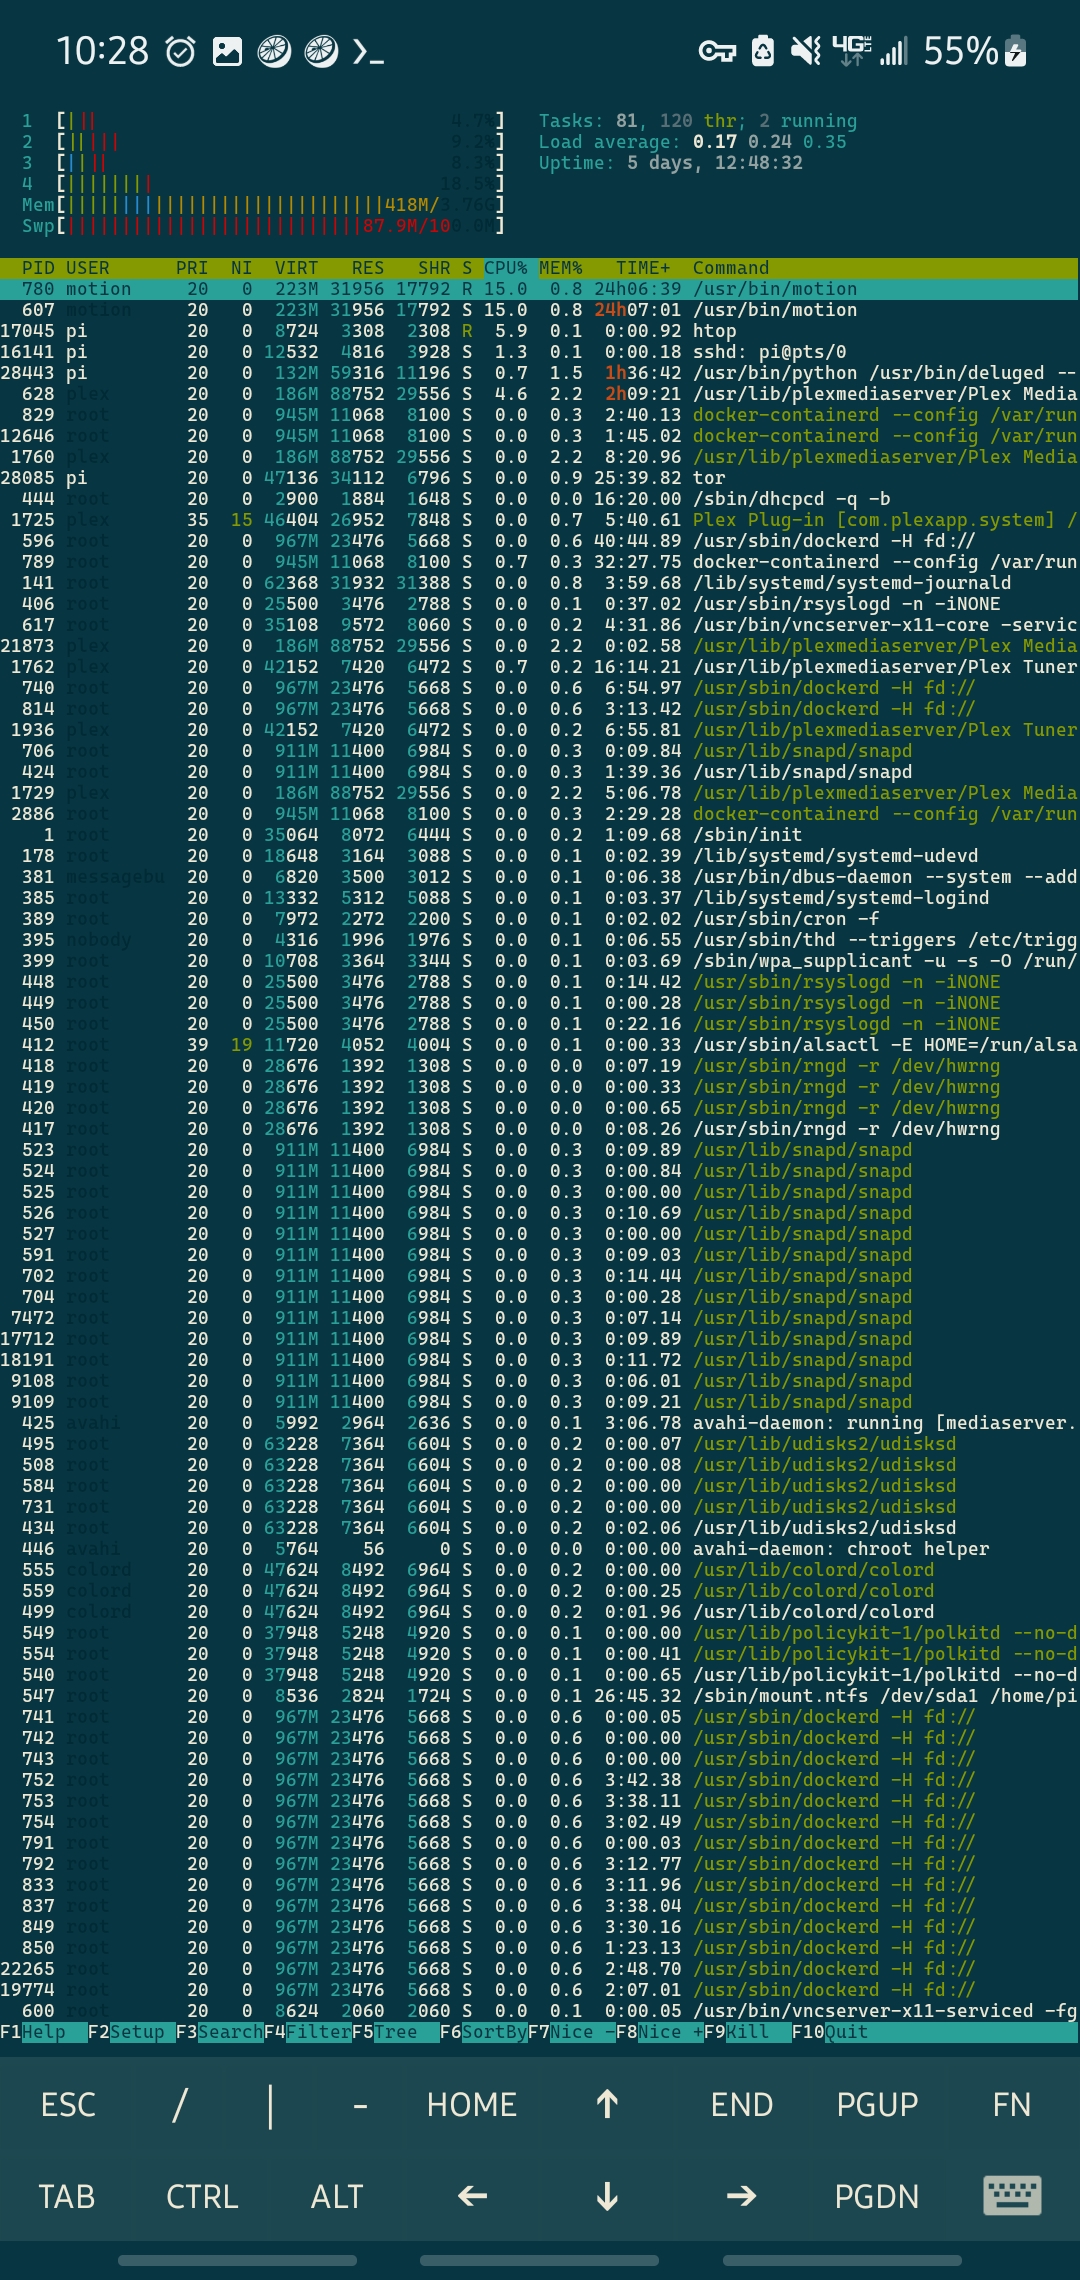 10:28 4G LTE 55%
1 [||| 4.7%] Tasks: 81, 120 thr; 2 running
2 [||||| 9.2%] Load average: 0.17 0.24 0.35
3 [|||| 8.3%] Uptime: 5 days, 12:48:32
4 [|||||||| 18.5%]
Mem[|||||||||||||||||||||||||||||418M/3.76G]
Swp[|||||||||||||||||||||||||||87.9M/100.0M]
PID USER PRI NI VIRT RES SHR S CPU% MEM% TIME+ Command
780 motion 20 0 223M 31956 17792 R 15.0 0.8 24h06:39 /usr/bin/motion
607 motion 20 0 223M 31956 17792 S 15.0 0.8 24h07:01 /usr/bin/motion
17045 pi 20 0 8724 3308 2308 R 5.9 0.1 0:00.92 htop
16141 pi 20 0 12532 4816 3928 S 1.3 0.1 0:00.18 sshd: pi@pts/0
28443 pi 20 0 132M 59316 11196 S 0.7 1.5 1h36:42 /usr/bin/python /usr/bin/deluged --
628 plex 20 0 186M 88752 29556 S 4.6 2.2 2h09:21 /usr/lib/plexmediaserver/Plex Media
829 root 20 0 945M 11068 8100 S 0.0 0.3 2:40.13 docker-containerd --config /var/run
12646 root 20 0 945M 11068 8100 S 0.0 0.3 1:45.02 docker-containerd --config /var/run
1760 plex 20 0 186M 88752 29556 S 0.0 2.2 8:20.96 /usr/lib/plexmediaserver/Plex Media
28085 pi 20 0 47136 34112 6796 S 0.0 0.9 25:39.82 tor
444 root 20 0 2900 1884 1648 S 0.0 0.0 16:20.00 /sbin/dhcpcd -q -b
1725 plex 35 15 46404 26952 7848 S 0.0 0.7 5:40.61 Plex Plug-in [com.plexapp.system] /
596 root 20 0 967M 23476 5668 S 0.0 0.6 40:44.89 /usr/sbin/dockerd -H fd://
789 root 20 0 945M 11068 8100 S 0.7 0.3 32:27.75 docker-containerd --config /var/run
141 root 20 0 62368 31932 31388 S 0.0 0.8 3:59.68 /lib/systemd/systemd-journald
406 root 20 0 25500 3476 2788 S 0.0 0.1 0:37.02 /usr/sbin/rsyslogd -n -iNONE
617 root 20 0 35108 9572 8060 S 0.0 0.2 4:31.86 /usr/bin/vncserver-x11-core -servic
21873 plex 20 0 186M 88752 29556 S 0.0 2.2 0:02.58 /usr/lib/plexmediaserver/Plex Media
1762 plex 20 0 42152 7420 6472 S 0.7 0.2 16:14.21 /usr/lib/plexmediaserver/Plex Tuner
740 root 20 0 967M 23476 5668 S 0.0 0.6 6:54.97 /usr/sbin/dockerd -H fd://
814 root 20 0 967M 23476 5668 S 0.0 0.6 3:13.42 /usr/sbin/dockerd -H fd://
1936 plex 20 0 42152 7420 6472 S 0.0 0.2 6:55.81 /usr/lib/plexmediaserver/Plex Tuner
706 root 20 0 911M 11400 6984 S 0.0 0.3 0:09.84 /usr/lib/snapd/snapd
424 root 20 0 911M 11400 6984 S 0.0 0.3 1:39.36 /usr/lib/snapd/snapd
1729 plex 20 0 186M 88752 29556 S 0.0 2.2 5:06.78 /usr/lib/plexmediaserver/Plex Media
2886 root 20 0 945M 11068 8100 S 0.0 0.3 2:29.28 docker-containerd --config /var/run
1 root 20 0 35064 8072 6444 S 0.0 0.2 1:09.68 /sbin/init
178 root 20 0 18648 3164 3088 S 0.0 0.1 0:02.39 /lib/systemd/systemd-udevd
381 messagebu 20 0 6820 3500 3012 S 0.0 0.1 0:06.38 /usr/bin/dbus-daemon --system --add
385 root 20 0 13332 5312 5088 S 0.0 0.1 0:03.37 /lib/systemd/systemd-logind
389 root 20 0 7972 2272 2200 S 0.0 0.1 0:02.02 /usr/sbin/cron -f
395 nobody 20 0 4316 1996 1976 S 0.0 0.1 0:06.55 /usr/sbin/thd --triggers /etc/trigg
399 root 20 0 10708 3364 3344 S 0.0 0.1 0:03.69 /sbin/wpa_supplicant -u -s -O /run/
448 root 20 0 25500 3476 2788 S 0.0 0.1 0:14.42 /usr/sbin/rsyslogd -n -iNONE
449 root 20 0 25500 3476 2788 S 0.0 0.1 0:00.28 /usr/sbin/rsyslogd -n -iNONE
450 root 20 0 25500 3476 2788 S 0.0 0.1 0:22.16 /usr/sbin/rsyslogd -n -iNONE
412 root 39 19 11720 4052 4004 S 0.0 0.1 0:00.33 /usr/sbin/alsactl -E HOME=/run/alsa
418 root 20 0 28676 1392 1308 S 0.0 0.0 0:07.19 /usr/sbin/rngd -r /dev/hwrng
419 root 20 0 28676 1392 1308 S 0.0 0.0 0:00.33 /usr/sbin/rngd -r /dev/hwrng
420 root 20 0 28676 1392 1308 S 0.0 0.0 0:00.65 /usr/sbin/rngd -r /dev/hwrng
417 root 20 0 28676 1392 1308 S 0.0 0.0 0:08.26 /usr/sbin/rngd -r /dev/hwrng
523 root 20 0 911M 11400 6984 S 0.0 0.3 0:09.89 /usr/lib/snapd/snapd
524 root 20 0 911M 11400 6984 S 0.0 0.3 0:00.84 /usr/lib/snapd/snapd
525 root 20 0 911M 11400 6984 S 0.0 0.3 0:00.00 /usr/lib/snapd/snapd
526 root 20 0 911M 11400 6984 S 0.0 0.3 0:10.69 /usr/lib/snapd/snapd
527 root 20 0 911M 11400 6984 S 0.0 0.3 0:00.00 /usr/lib/snapd/snapd
591 root 20 0 911M 11400 6984 S 0.0 0.3 0:09.03 /usr/lib/snapd/snapd
702 root 20 0 911M 11400 6984 S 0.0 0.3 0:14.44 /usr/lib/snapd/snapd
704 root 20 0 911M 11400 6984 S 0.0 0.3 0:00.28 /usr/lib/snapd/snapd
7472 root 20 0 911M 11400 6984 S 0.0 0.3 0:07.14 /usr/lib/snapd/snapd
17712 root 20 0 911M 11400 6984 S 0.0 0.3 0:09.89 /usr/lib/snapd/snapd
18191 root 20 0 911M 11400 6984 S 0.0 0.3 0:11.72 /usr/lib/snapd/snapd
9108 root 20 0 911M 11400 6984 S 0.0 0.3 0:06.01 /usr/lib/snapd/snapd
9109 root 20 0 911M 11400 6984 S 0.0 0.3 0:09.21 /usr/lib/snapd/snapd
425 avahi 20 0 5992 2964 2636 S 0.0 0.1 3:06.78 avahi-daemon: running [mediaserver.
495 root 20 0 63228 7364 6604 S 0.0 0.2 0:00.07 /usr/lib/udisks2/udisksd
508 root 20 0 63228 7364 6604 S 0.0 0.2 0:00.08 /usr/lib/udisks2/udisksd
584 root 20 0 63228 7364 6604 S 0.0 0.2 0:00.00 /usr/lib/udisks2/udisksd
731 root 20 0 63228 7364 6604 S 0.0 0.2 0:00.00 /usr/lib/udisks2/udisksd
434 root 20 0 63228 7364 6604 S 0.0 0.2 0:02.06 /usr/lib/udisks2/udisksd
446 avahi 20 0 5764 56 0 S 0.0 0.0 0:00.00 avahi-daemon: chroot helper
555 colord 20 0 47624 8492 6964 S 0.0 0.2 0:00.00 /usr/lib/colord/colord
559 colord 20 0 47624 8492 6964 S 0.0 0.2 0:00.25 /usr/lib/colord/colord
499 colord 20 0 47624 8492 6964 S 0.0 0.2 0:01.96 /usr/lib/colord/colord
549 root 20 0 37948 5248 4920 S 0.0 0.1 0:00.00 /usr/lib/policykit-1/polkitd --no-d
554 root 20 0 37948 5248 4920 S 0.0 0.1 0:00.41 /usr/lib/policykit-1/polkitd --no-d
540 root 20 0 37948 5248 4920 S 0.0 0.1 0:00.65 /usr/lib/policykit-1/polkitd --no-d
547 root 20 0 8536 2824 1724 S 0.0 0.1 26:45.32 /sbin/mount.ntfs /dev/sda1 /home/pi
741 root 20 0 967M 23476 5668 S 0.0 0.6 0:00.05 /usr/sbin/dockerd -H fd://
742 root 20 0 967M 23476 5668 S 0.0 0.6 0:00.00 /usr/sbin/dockerd -H fd://
743 root 20 0 967M 23476 5668 S 0.0 0.6 0:00.00 /usr/sbin/dockerd -H fd://
752 root 20 0 967M 23476 5668 S 0.0 0.6 3:42.38 /usr/sbin/dockerd -H fd://
753 root 20 0 967M 23476 5668 S 0.0 0.6 3:38.11 /usr/sbin/dockerd -H fd://
754 root 20 0 967M 23476 5668 S 0.0 0.6 3:02.49 /usr/sbin/dockerd -H fd://
791 root 20 0 967M 23476 5668 S 0.0 0.6 0:00.03 /usr/sbin/dockerd -H fd://
792 root 20 0 967M 23476 5668 S 0.0 0.6 3:12.77 /usr/sbin/dockerd -H fd://
833 root 20 0 967M 23476 5668 S 0.0 0.6 3:11.96 /usr/sbin/dockerd -H fd://
837 root 20 0 967M 23476 5668 S 0.0 0.6 3:38.04 /usr/sbin/dockerd -H fd://
849 root 20 0 967M 23476 5668 S 0.0 0.6 3:30.16 /usr/sbin/dockerd -H fd://
850 root 20 0 967M 23476 5668 S 0.0 0.6 1:23.13 /usr/sbin/dockerd -H fd://
22265 root 20 0 967M 23476 5668 S 0.0 0.6 2:48.70 /usr/sbin/dockerd -H fd://
19774 root 20 0 967M 23476 5668 S 0.0 0.6 2:07.01 /usr/sbin/dockerd -H fd://
600 root 20 0 8624 2060 2060 S 0.0 0.1 0:00.05 /usr/bin/vncserver-x11-serviced -fg
F1Help F2Setup F3SearchF4FilterF5Tree F6SortByF7Nice -F8Nice +F9Kill F10Quit
ESC / | - HOME ↑ END PGUP FN
TAB CTRL ALT ← ↓ → PGDN